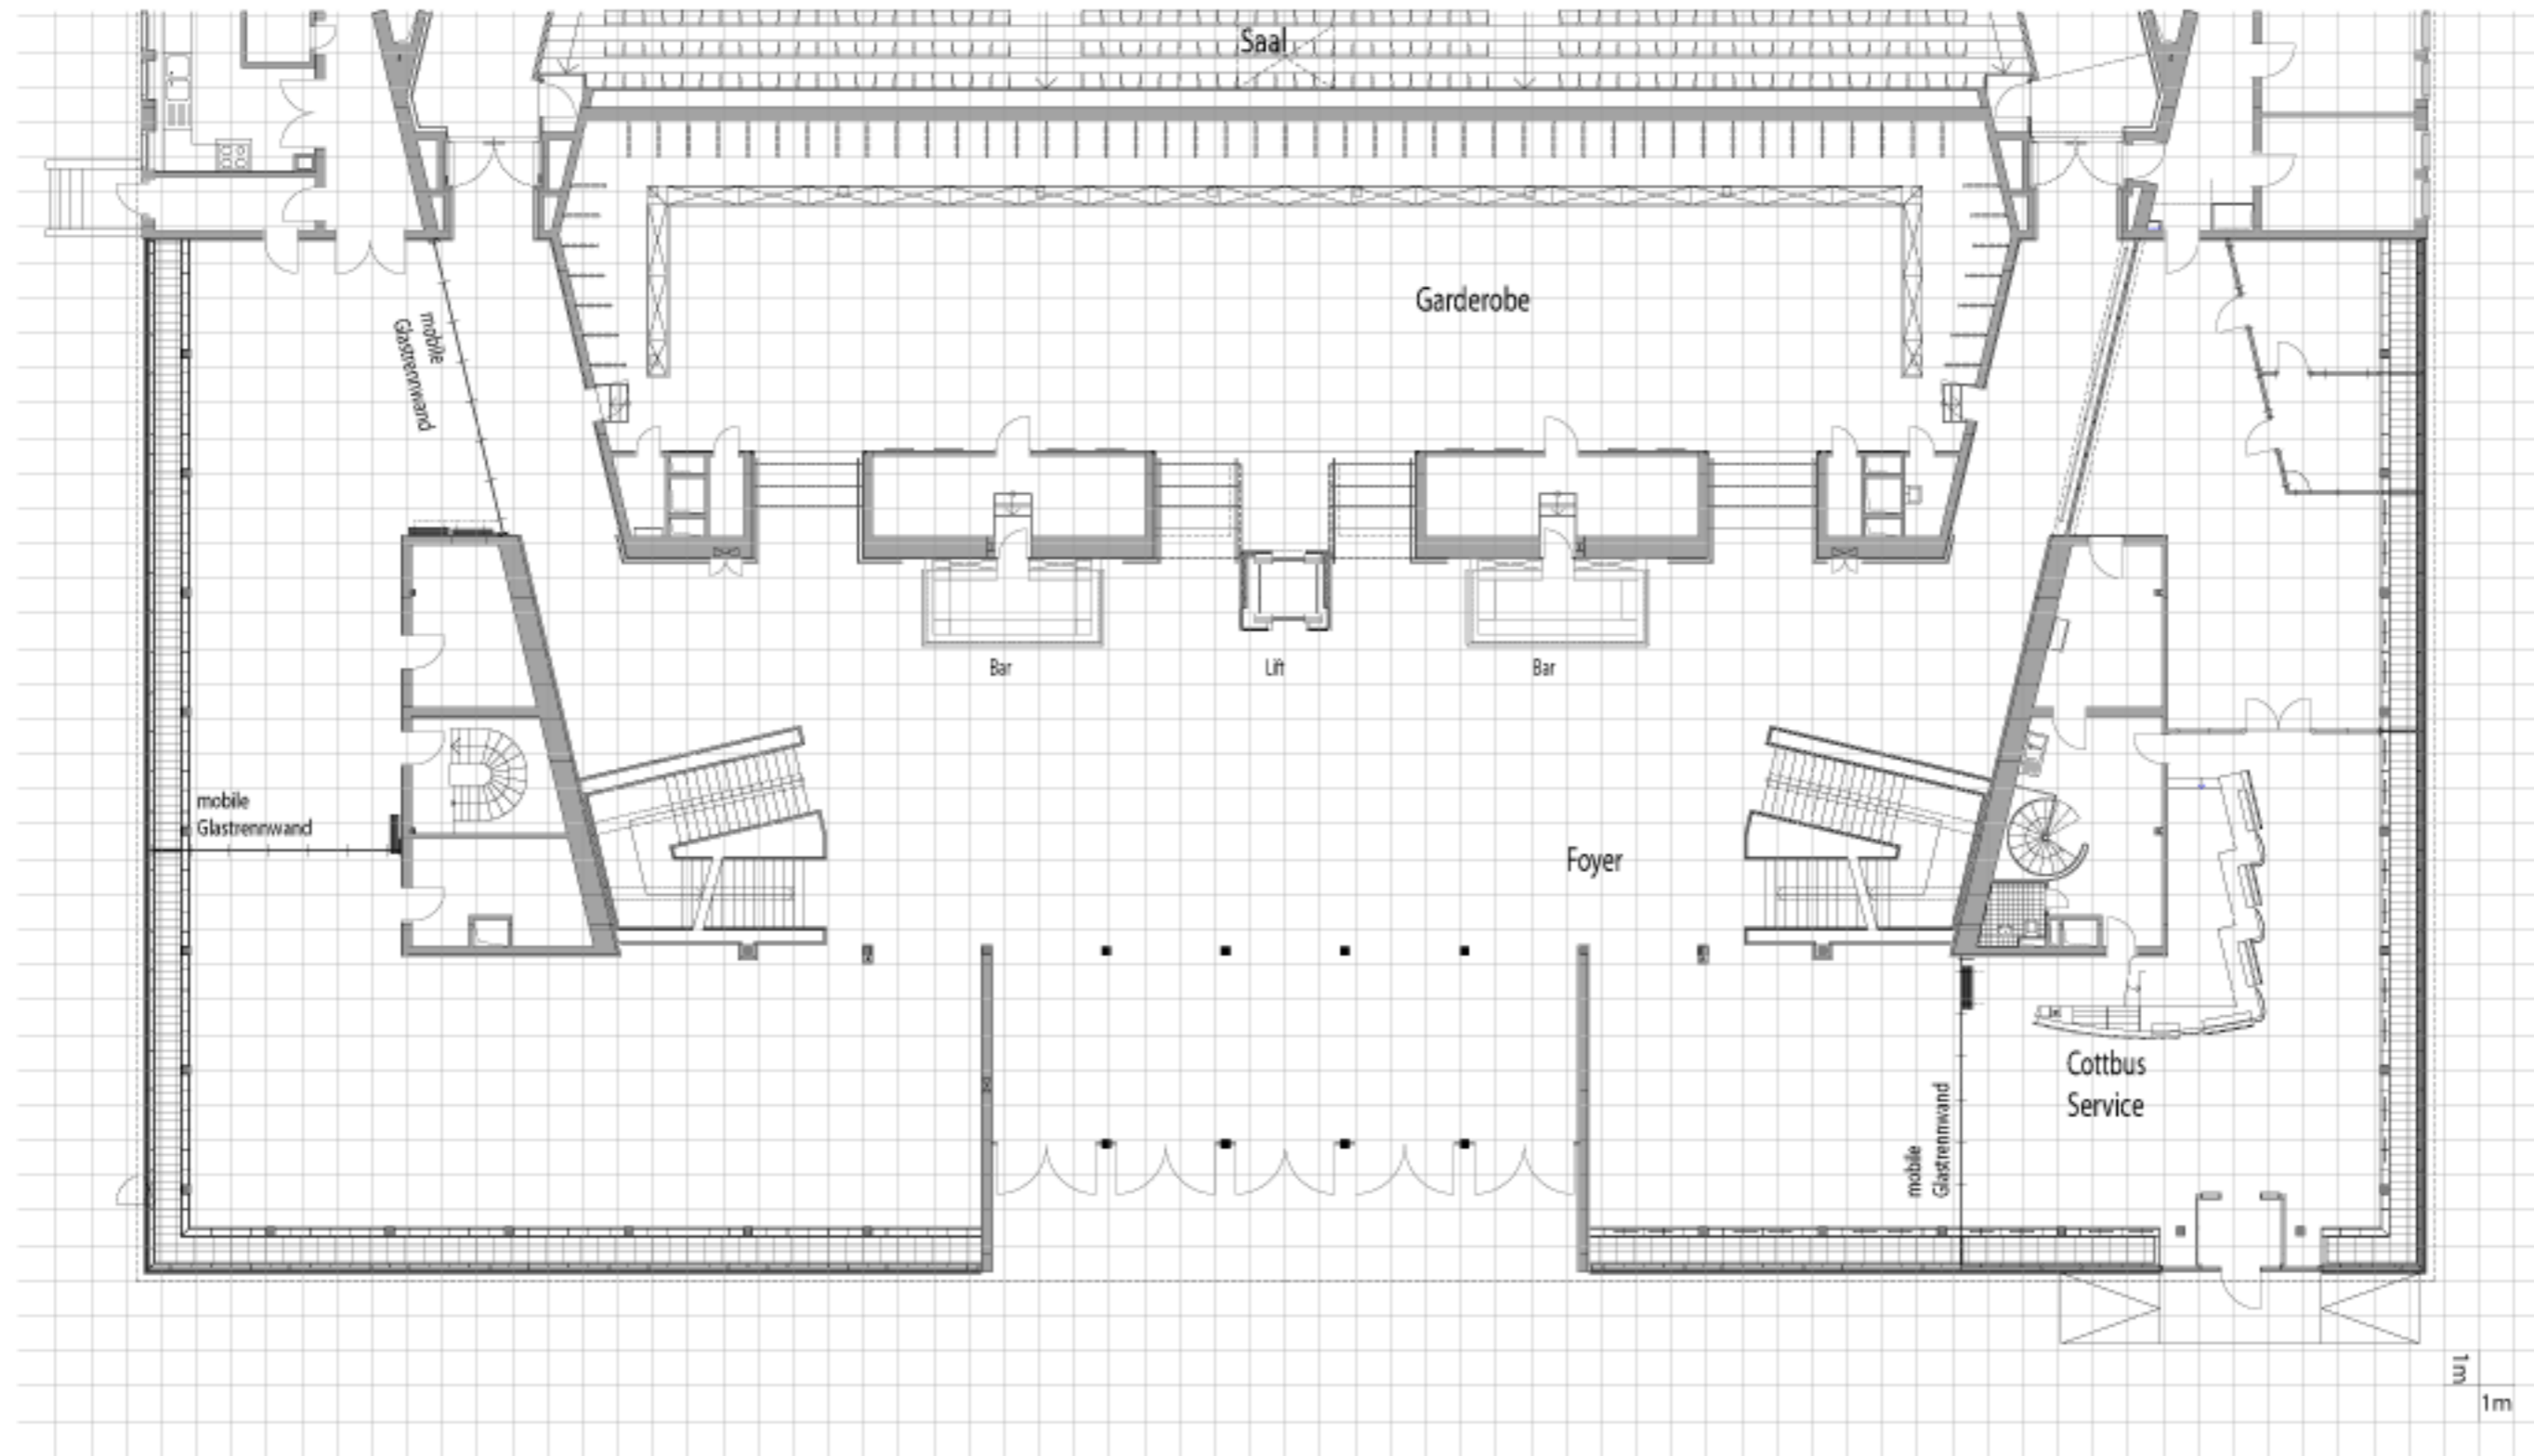 Saal
Garderobe
mobile
Glastrennwand
Bar
Lift
Bar
mobile
Glastrennwand
Foyer
Cottbus
Service
mobile
Glastrennwand
1m
1m